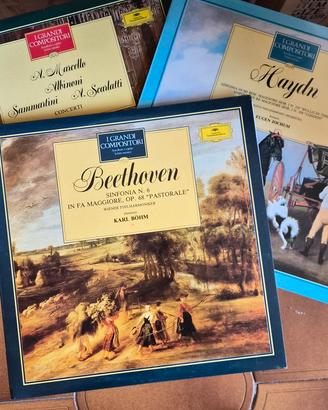 I GRANDI
COMPOSITORI
A. Marcello
Albinoni
Sammartini A. Scarlatti
CONCERTI
I GRANDI
COMPOSITORI
Haydn
EUGEN JOCHUM
I GRANDI
COMPOSITORI
Beethoven
SINFONIA N. 6
IN FA MAGGIORE, OP. 68 "PASTORALE"
WIENER PHILHARMONIKER
KARL BÖHM